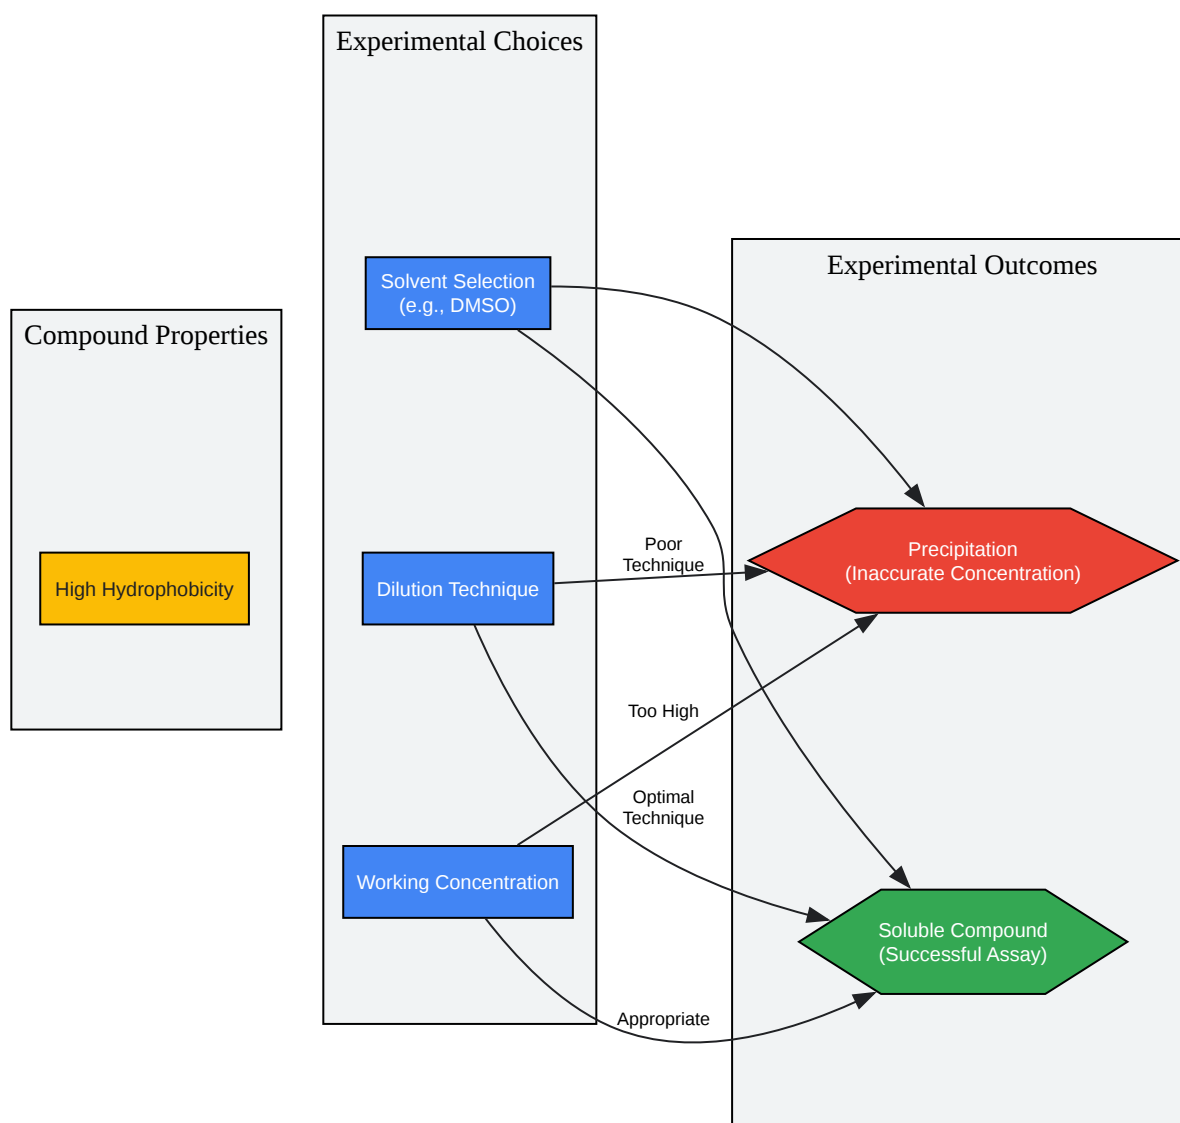 Experimental Choices
Solvent Selection
(e.g., DMSO)
Experimental Outcomes
Compound Properties
High Hydrophobicity
Dilution Technique
Poor
Technique
Precipitation
(Inaccurate Concentration)
Too High
Optimal
Technique
Working Concentration
Soluble Compound
(Successful Assay)
Appropriate